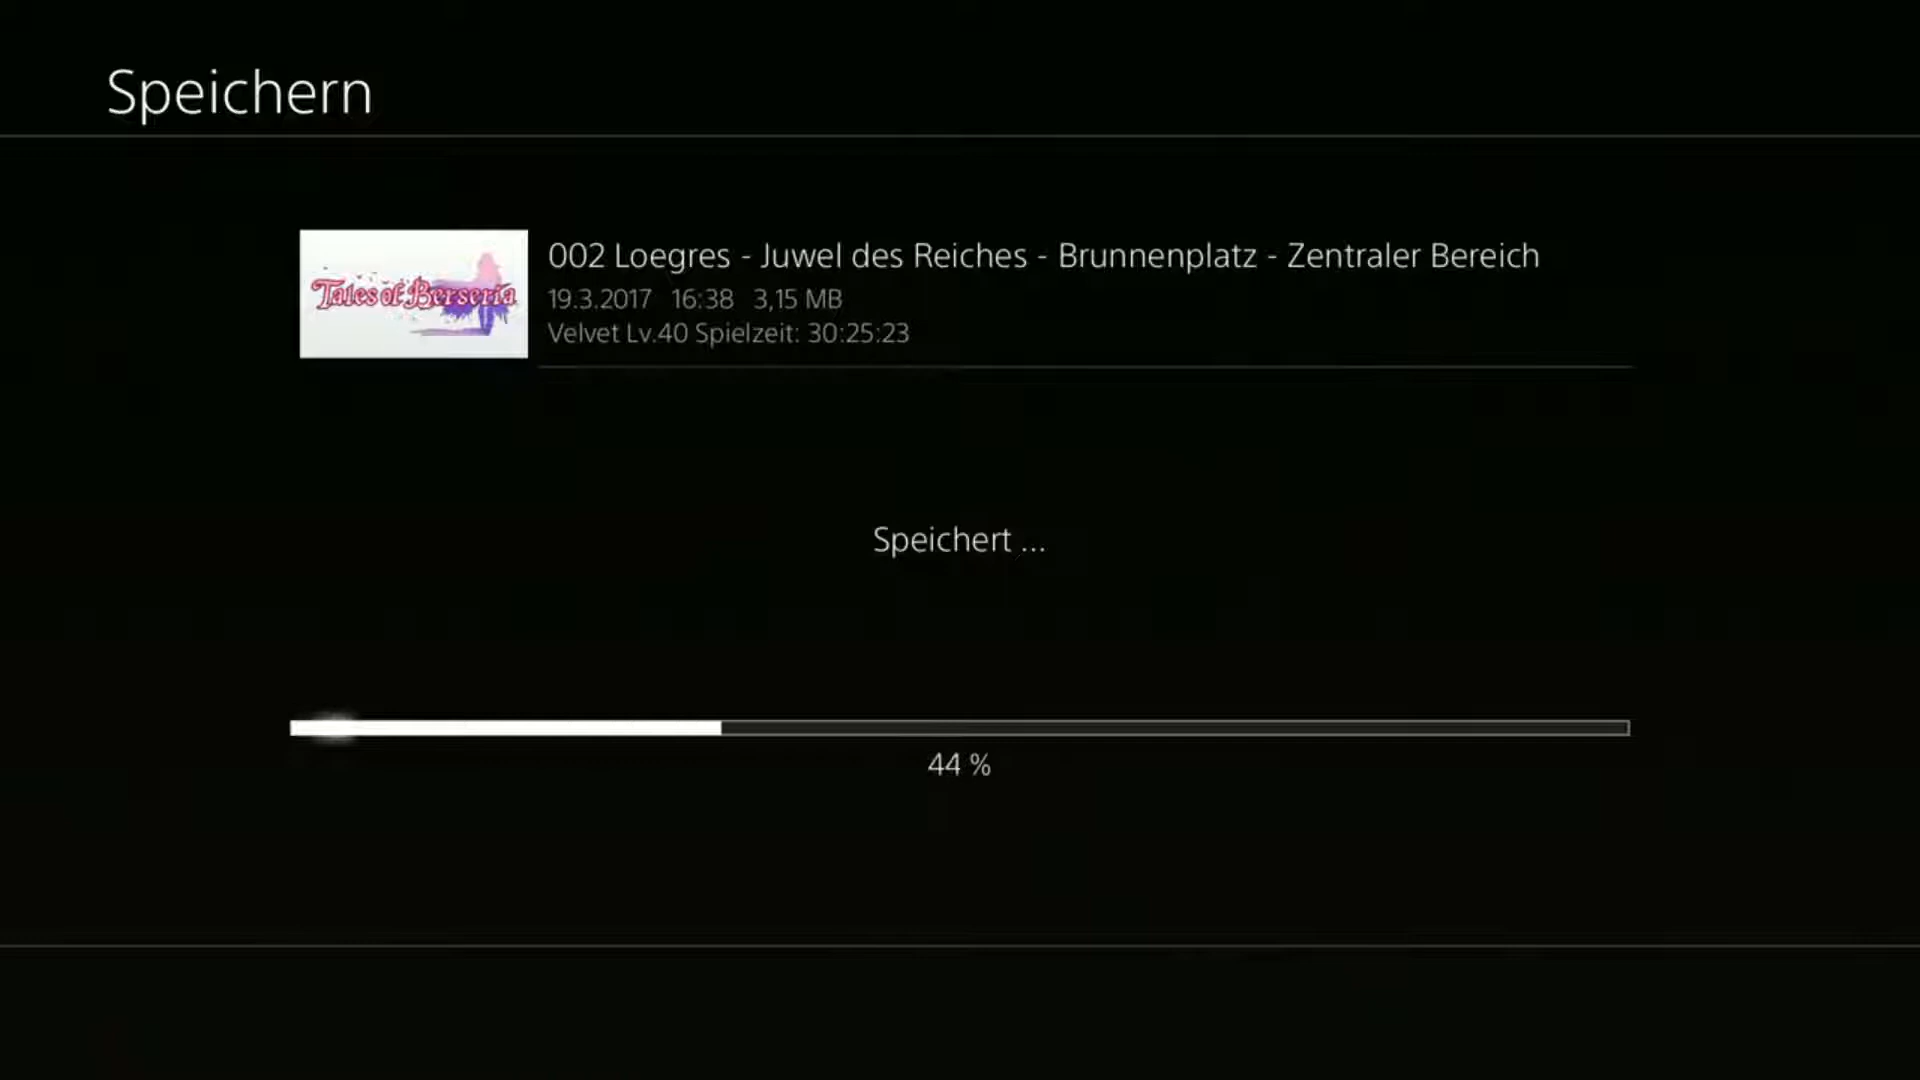 Speichern
Tales of Berseria
002 Loegres - Juwel des Reiches - Brunnenplatz - Zentraler Bereich
19.3.2017 16:38 3,15 MB
Velvet Lv.40 Spielzeit: 30:25:23
Speichert ...
44 %